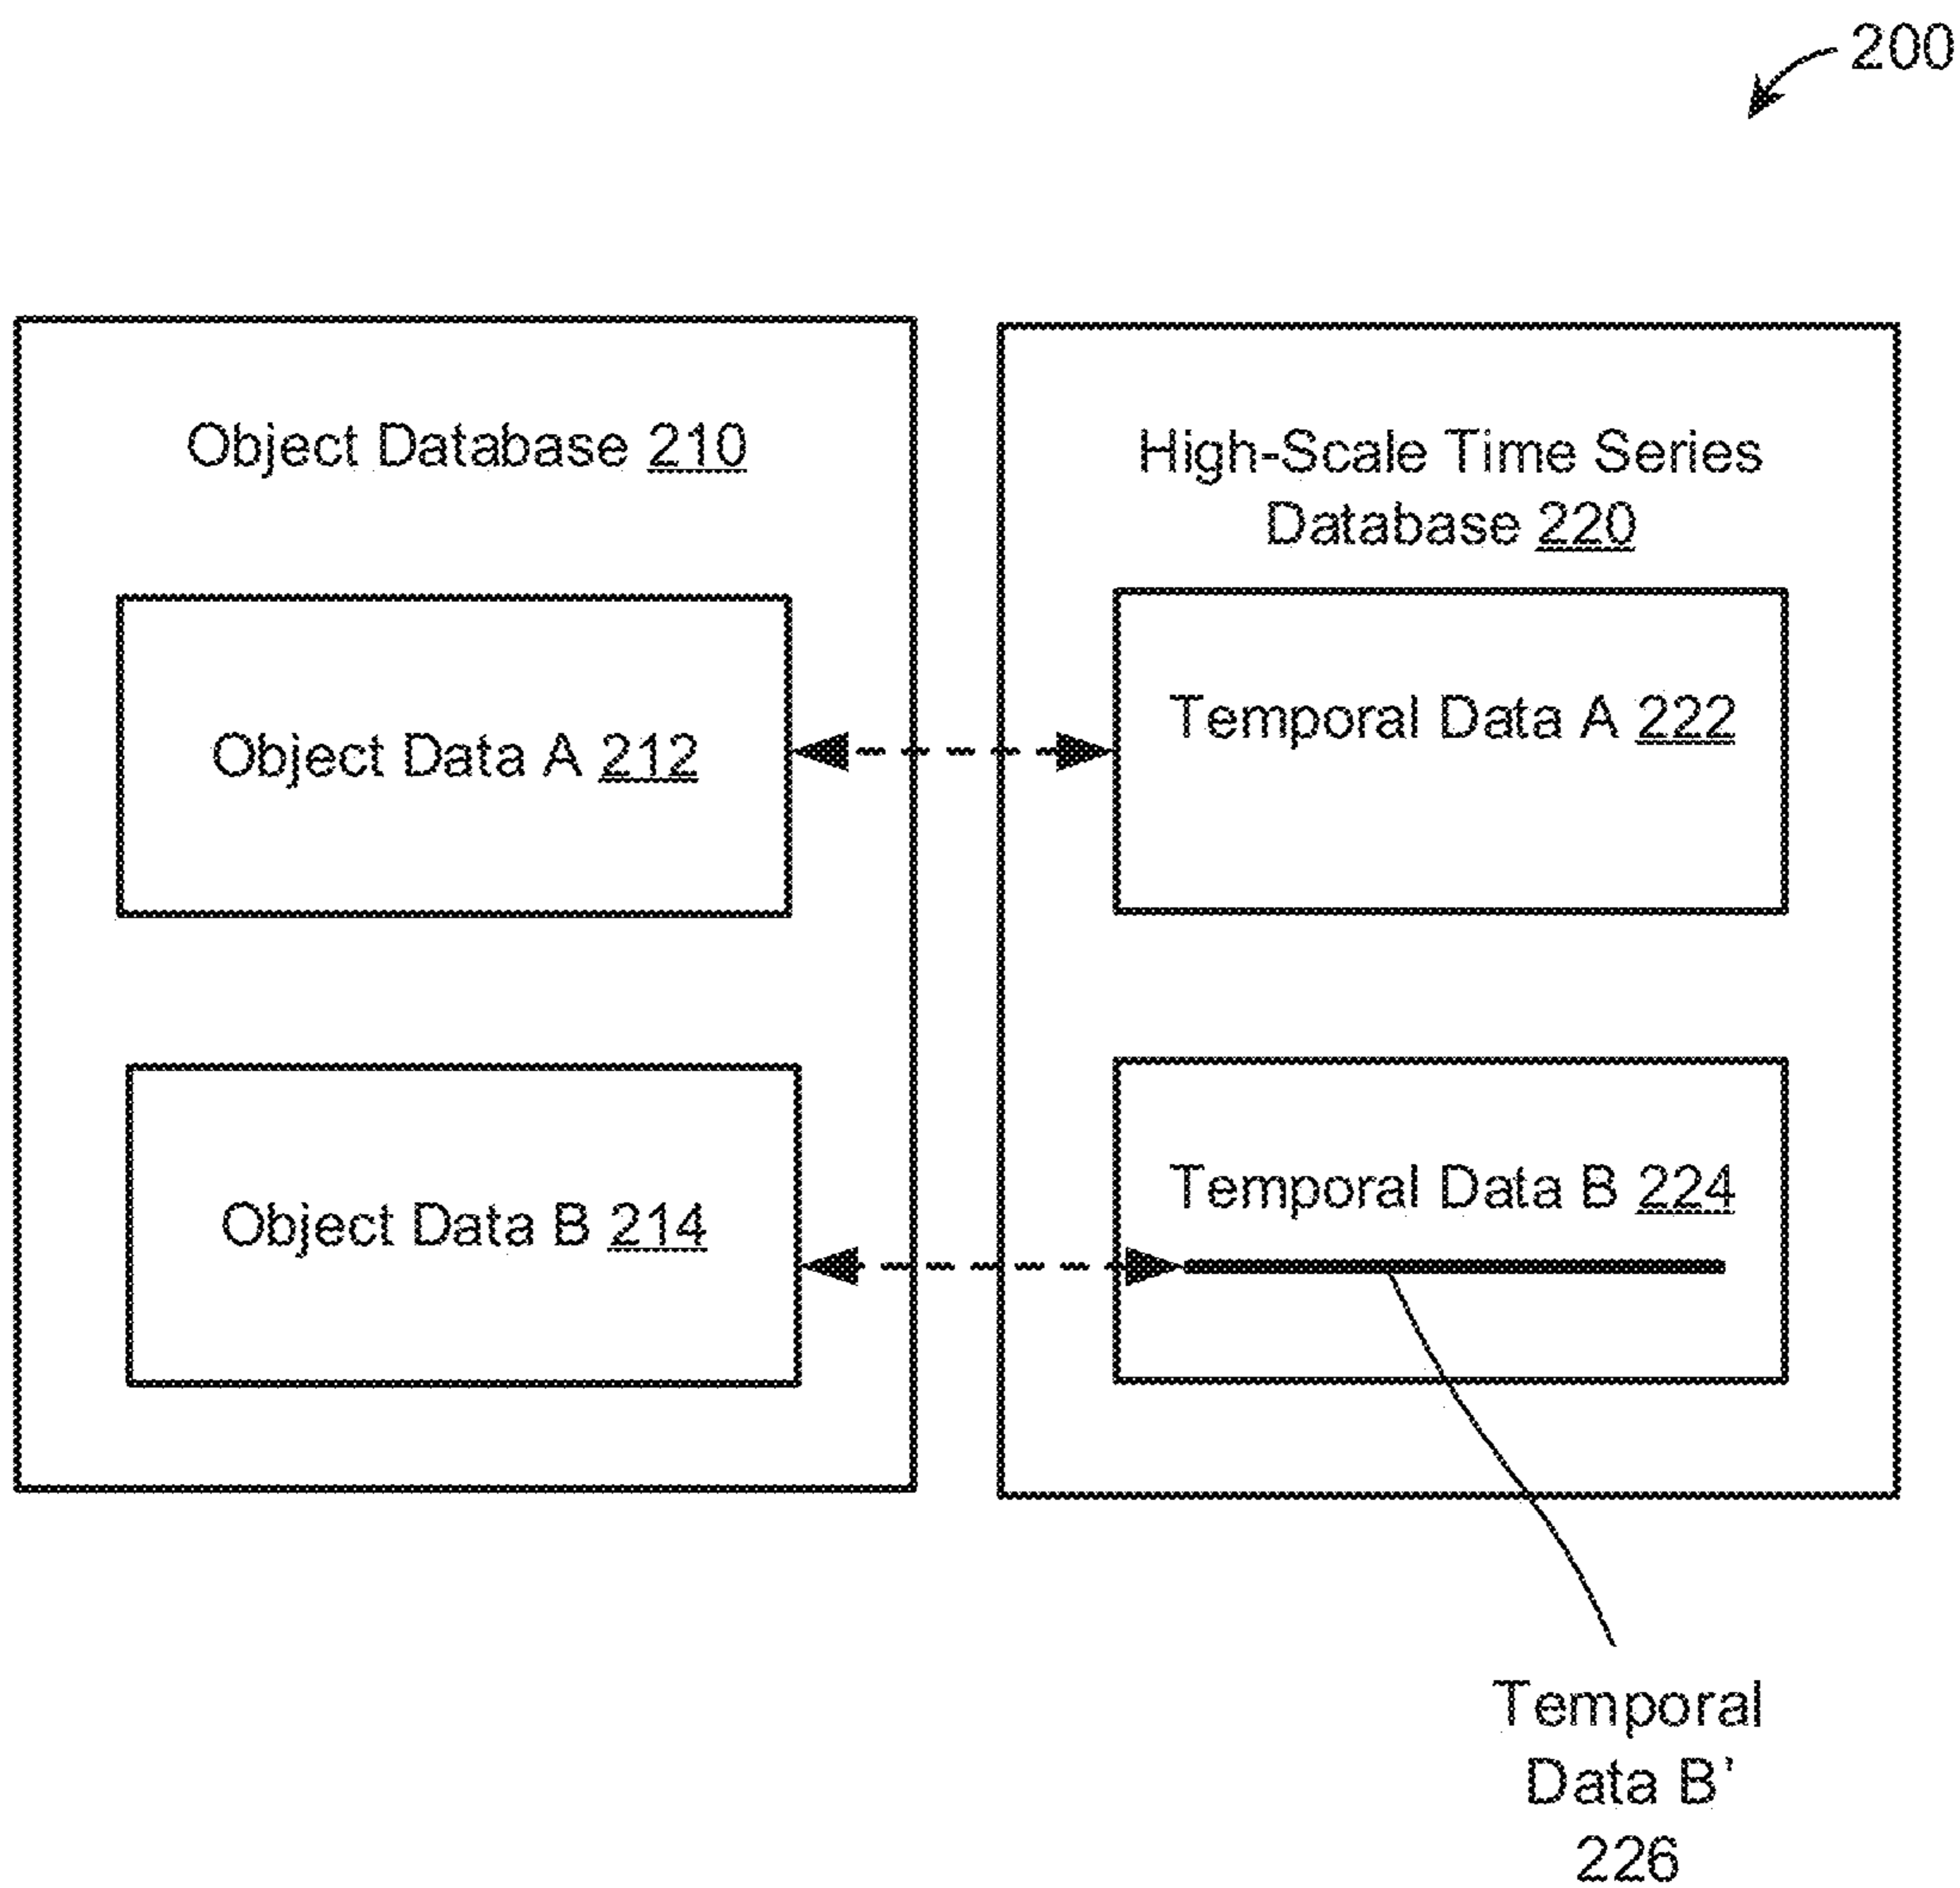 200
Object Database 210
High-Scale Time Series
Database 220
Object Data A 212
Temporal Data A 222
Object Data B 214
Temporal Data B 224
Temporal
Data B'
226